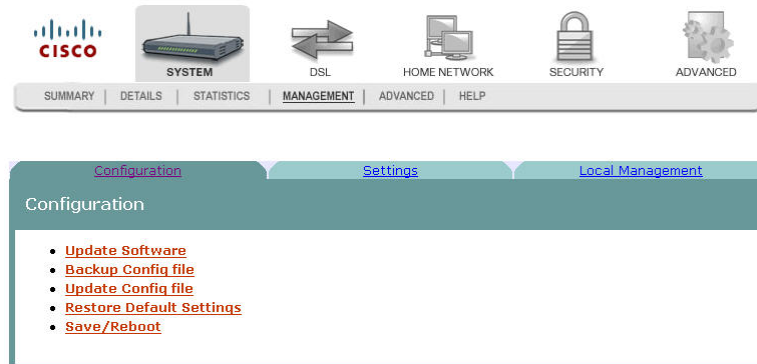 CISCO
SYSTEM DSL HOME NETWORK SECURITY ADVANCED
SUMMARY | DETAILS | STATISTICS | MANAGEMENT | ADVANCED | HELP
Configuration Settings Local Management
Configuration
Update Software
Backup Config file
Update Config file
Restore Default Settings
Save/Reboot